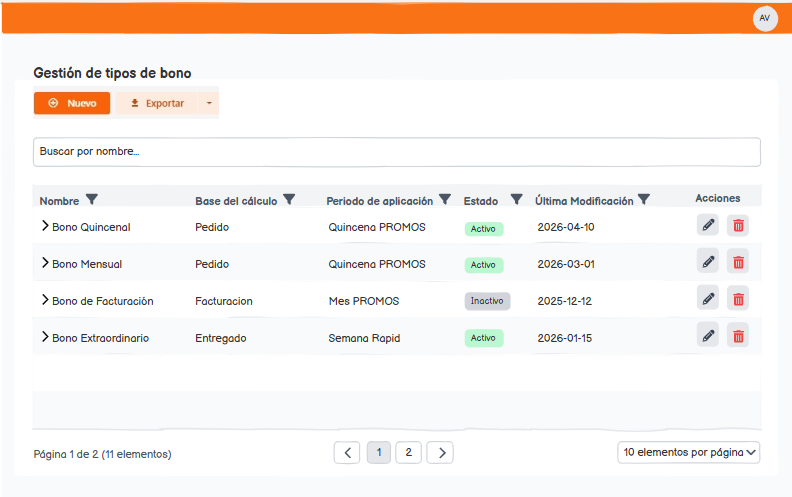 AV
Gestión de tipos de bono
Nuevo Exportar
Buscar por nombre...
Nombre Base del cálculo Periodo de aplicación Estado Última Modificación Acciones
Bono Quincenal Pedido Quincena PROMOS Activo 2026-04-10
Bono Mensual Pedido Quincena PROMOS Activo 2026-03-01
Bono de Facturación Facturacion Mes PROMOS Inactivo 2025-12-12
Bono Extraordinario Entregado Semana Rapid Activo 2026-01-15
Página 1 de 2 (11 elementos) 1 2 10 elementos por página